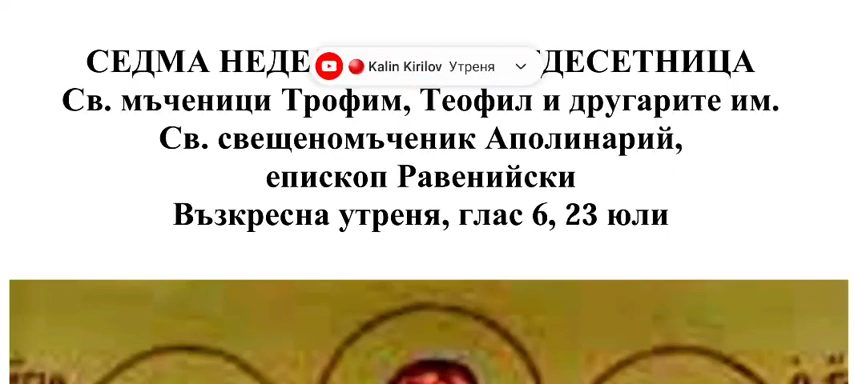 СЕДМА НЕДЕ ДЕСЕТНИЦА
Kalin Kirilov Утреня
Св. мъченици Трофим, Теофил и другарите им.
Св. свещеномъченик Аполинарий,
епископ Равенийски
Възкресна утреня, глас 6, 23 юли